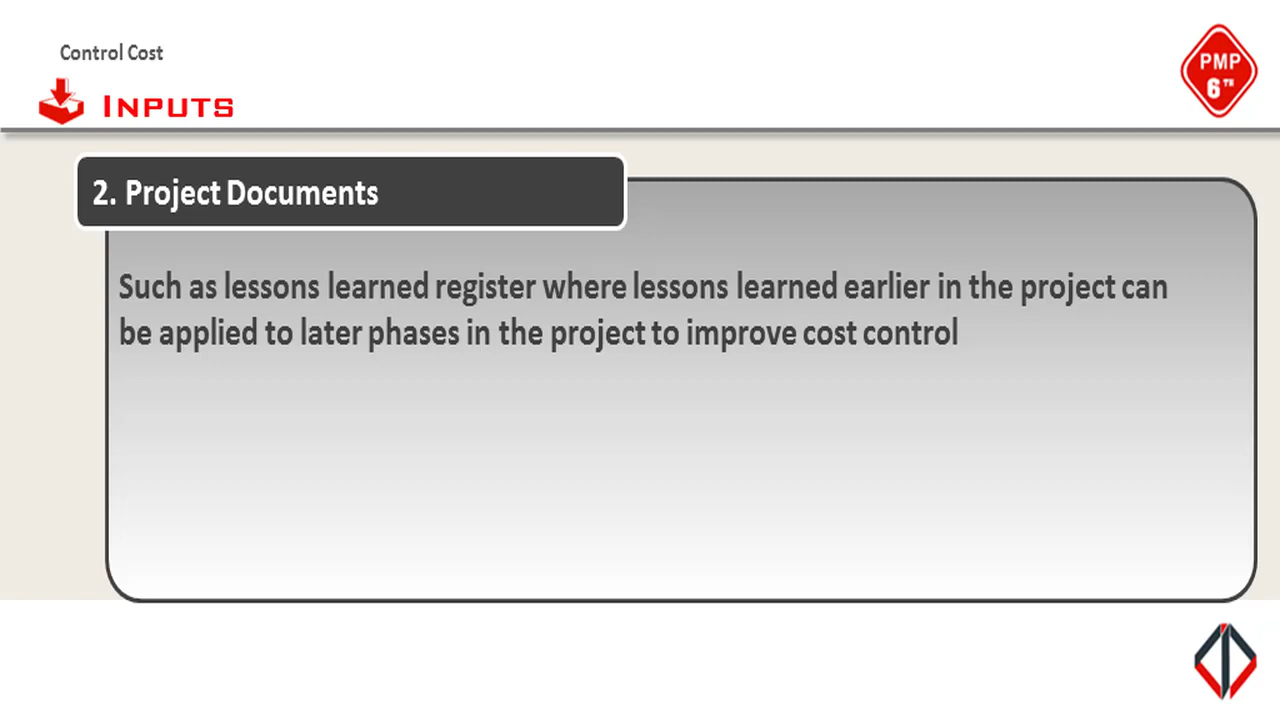 Control Cost
INPUTS
PMP
6TH
2. Project Documents
Such as lessons learned register where lessons learned earlier in the project can
be applied to later phases in the project to improve cost control